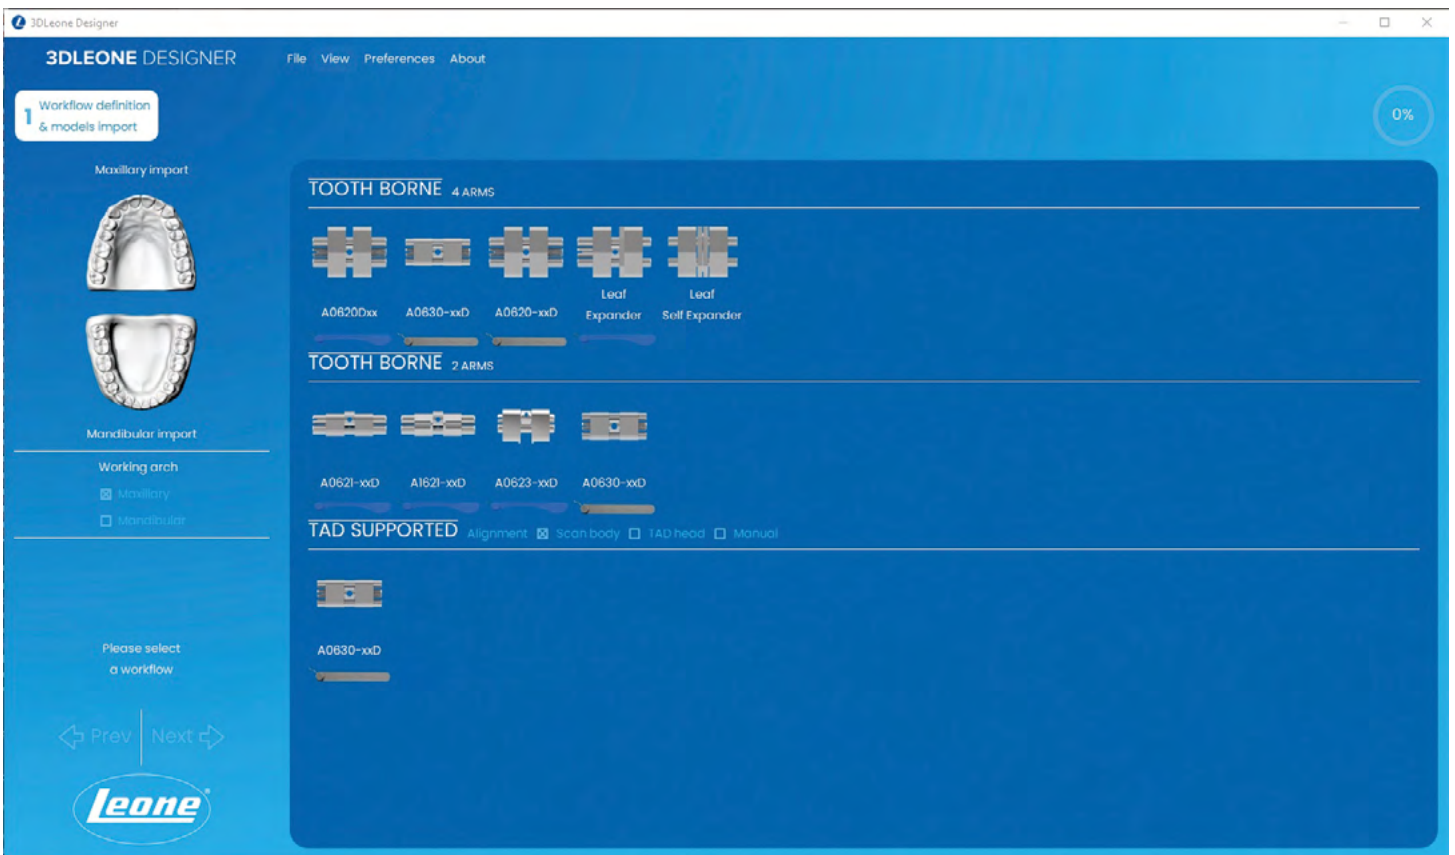 3DLeone Designer
3DLEONE DESIGNER File View Preferences About
1 Workflow definition
& models import
0%
Maxillary import
Mandibular import
Working arch
Maxillary
Mandibular
Please select
a workflow
Prev Next
Leone
TOOTH BORNE 4 ARMS
A0620Dxx A0630-xxD A0620-xxD Leaf Expander Leaf Self Expander
TOOTH BORNE 2 ARMS
A0621-xxD A1621-xxD A0623-xxD A0630-xxD
TAD SUPPORTED Alignment Scan body TAD head Manual
A0630-xxD